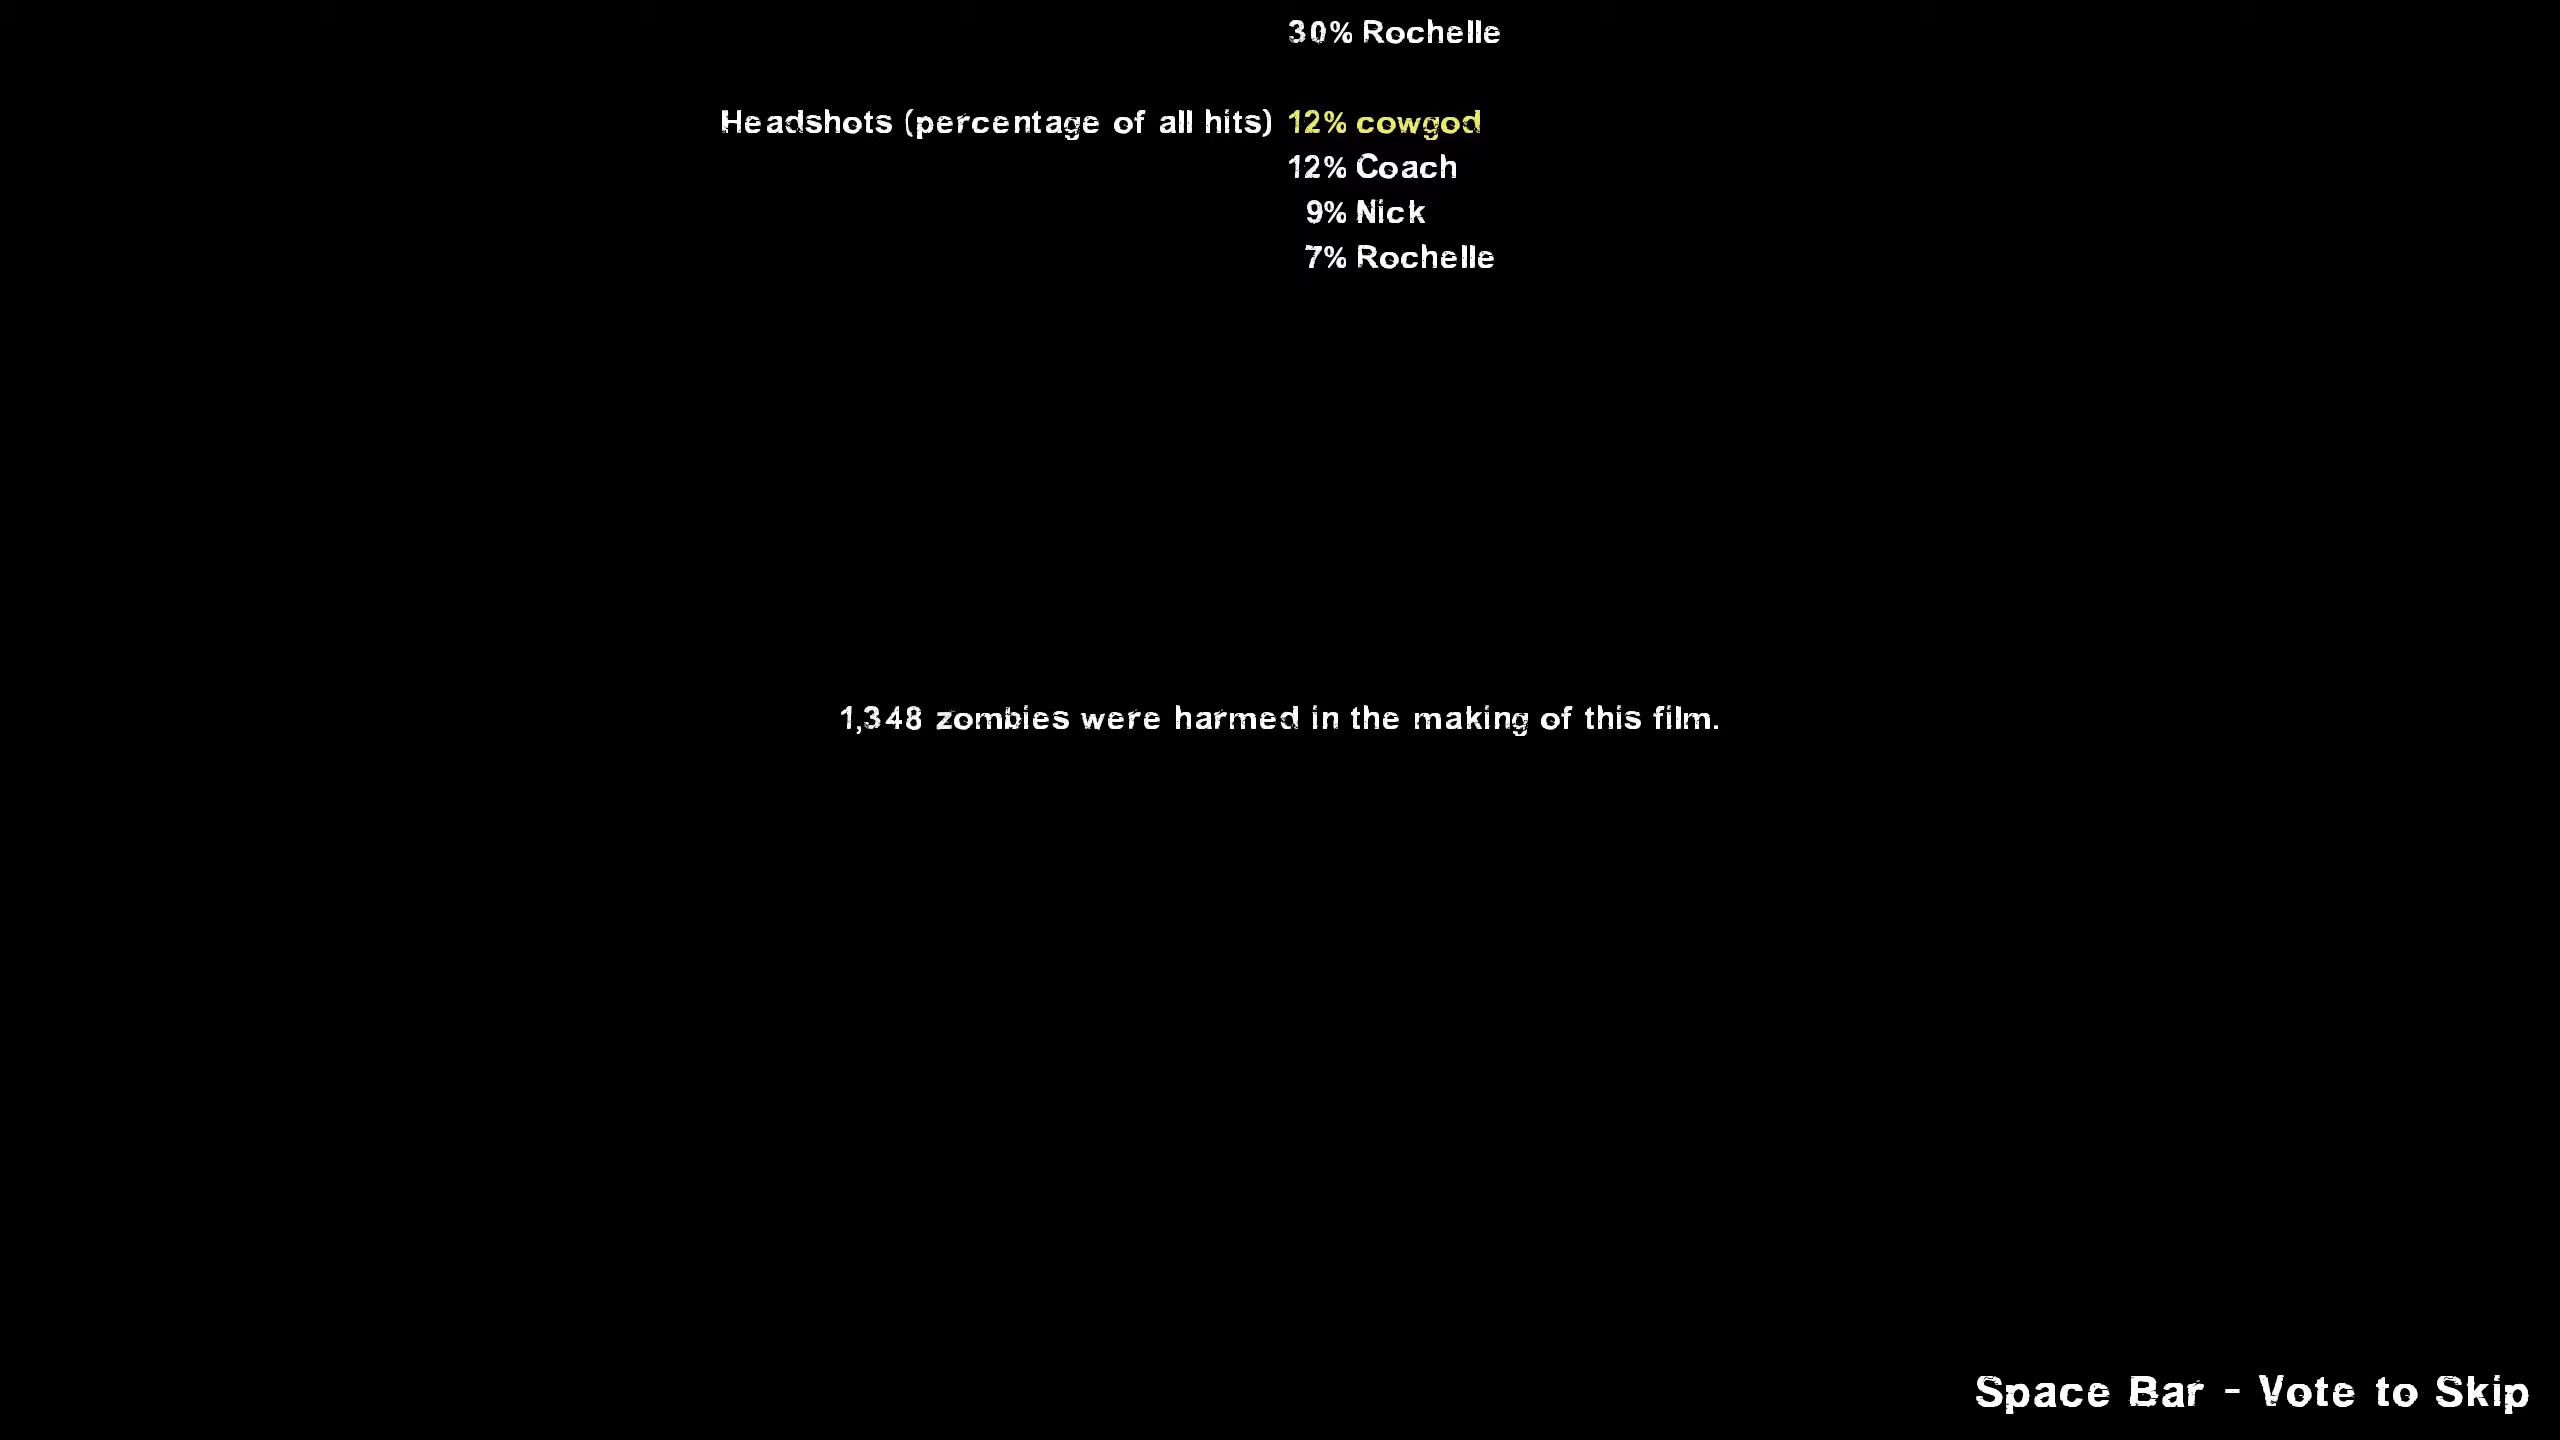 30% Rochelle
Headshots (percentage of all hits) 12% cowgod
12% Coach
9% Nick
7% Rochelle
1,348 zombies were harmed in the making of this film.
Space Bar - Vote to Skip